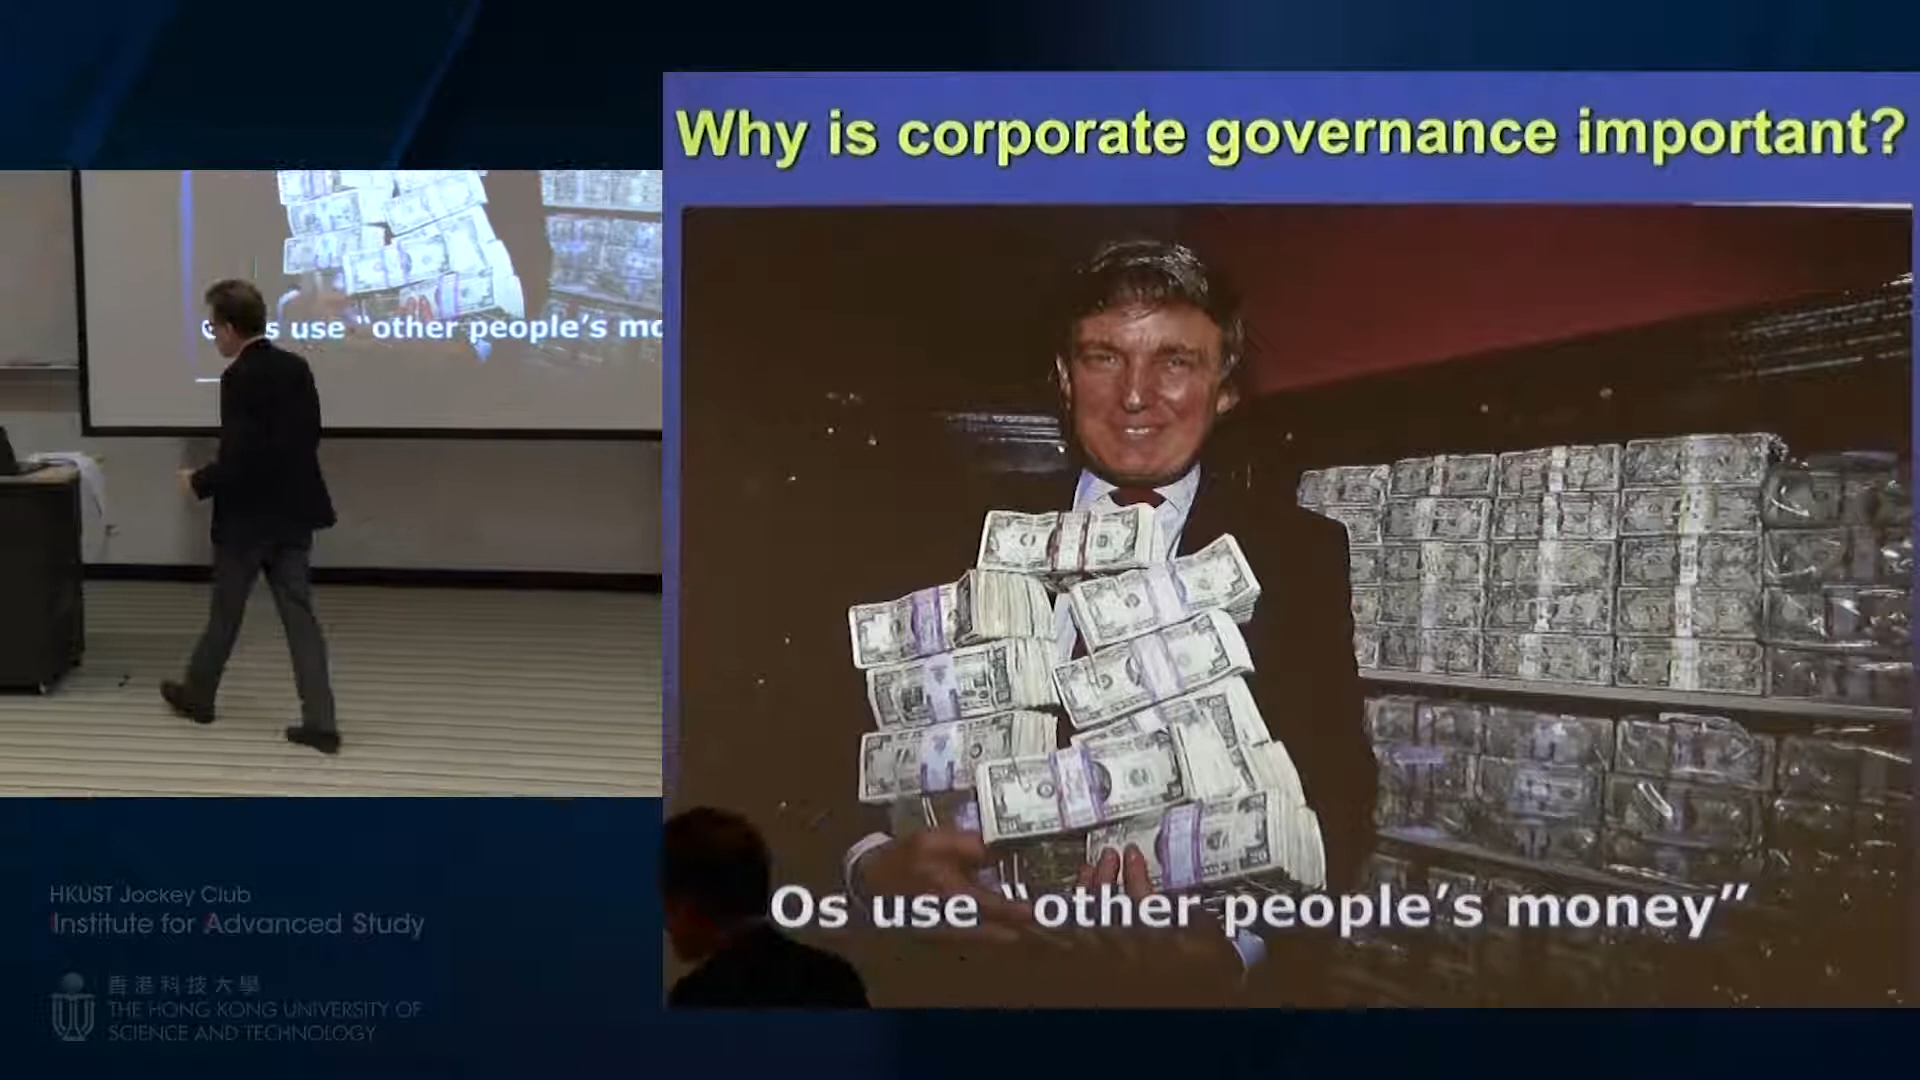 Why is corporate governance important?
s use “other people’s mo
Os use “other people’s money”
HKUST Jockey Club
Institute for Advanced Study
香港科技大學
THE HONG KONG UNIVERSITY OF
SCIENCE AND TECHNOLOGY